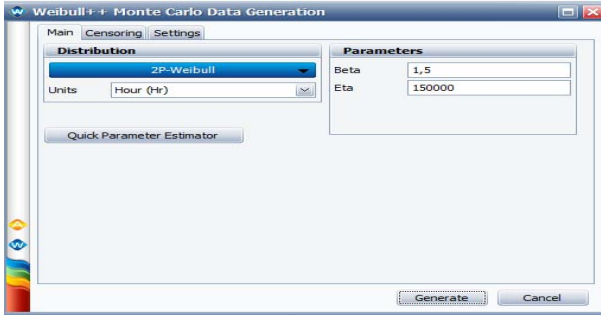 Weibull++ Monte Carlo Data Generation
Main Censoring Settings
Distribution
2P-Weibull
Units Hour (Hr)
Quick Parameter Estimator
Parameters
Beta 1,5
Eta 150000
Generate Cancel